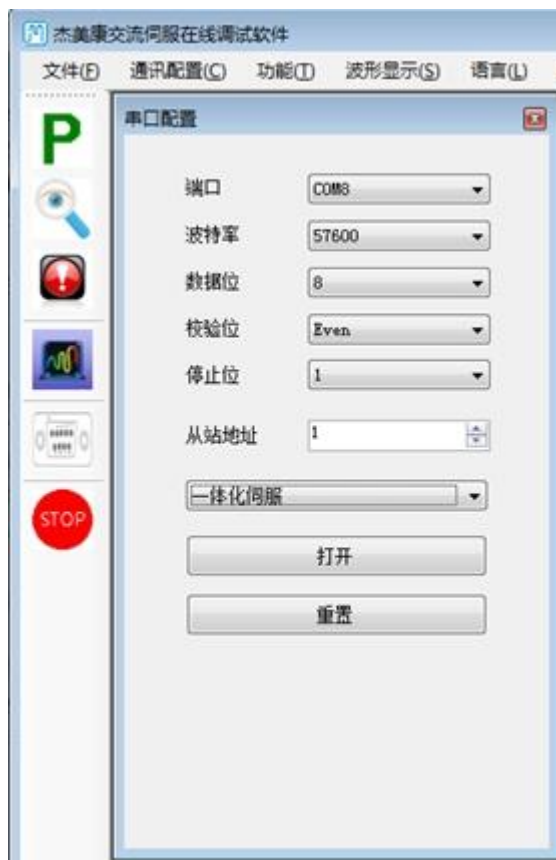 杰美康交流伺服在线调试软件
文件(F) 通讯配置(C) 功能(T) 波形显示(S) 语言(L)
P
串口配置
端口 COM8
波特率 57600
数据位 8
校验位 Even
停止位 1
从站地址 1
一体化伺服
打开
STOP
重置